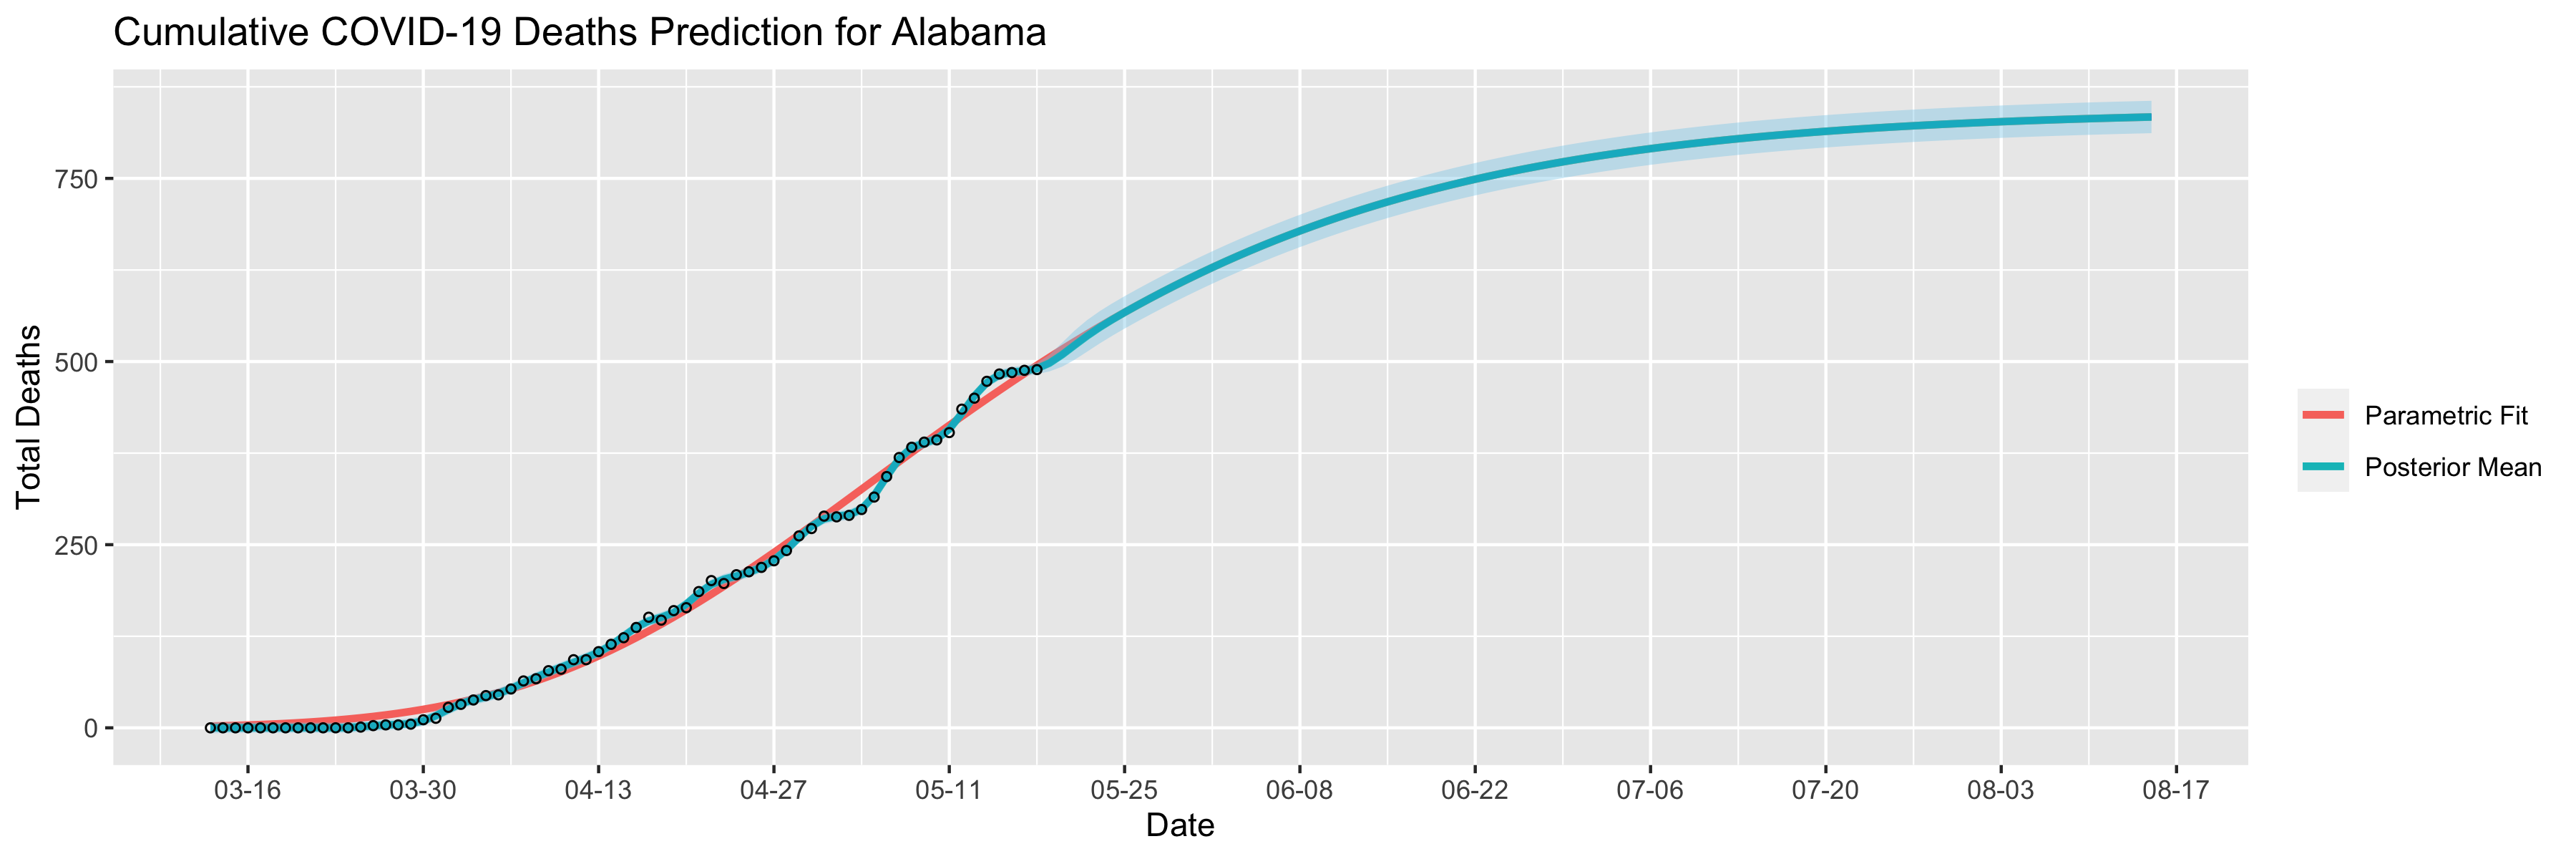 Cumulative COVID-19 Deaths Prediction for Alabama
Total Deaths
750
500
250
0
03-16 03-30 04-13 04-27 05-11 05-25 06-08 06-22 07-06 07-20 08-03 08-17
Date
Parametric Fit
Posterior Mean